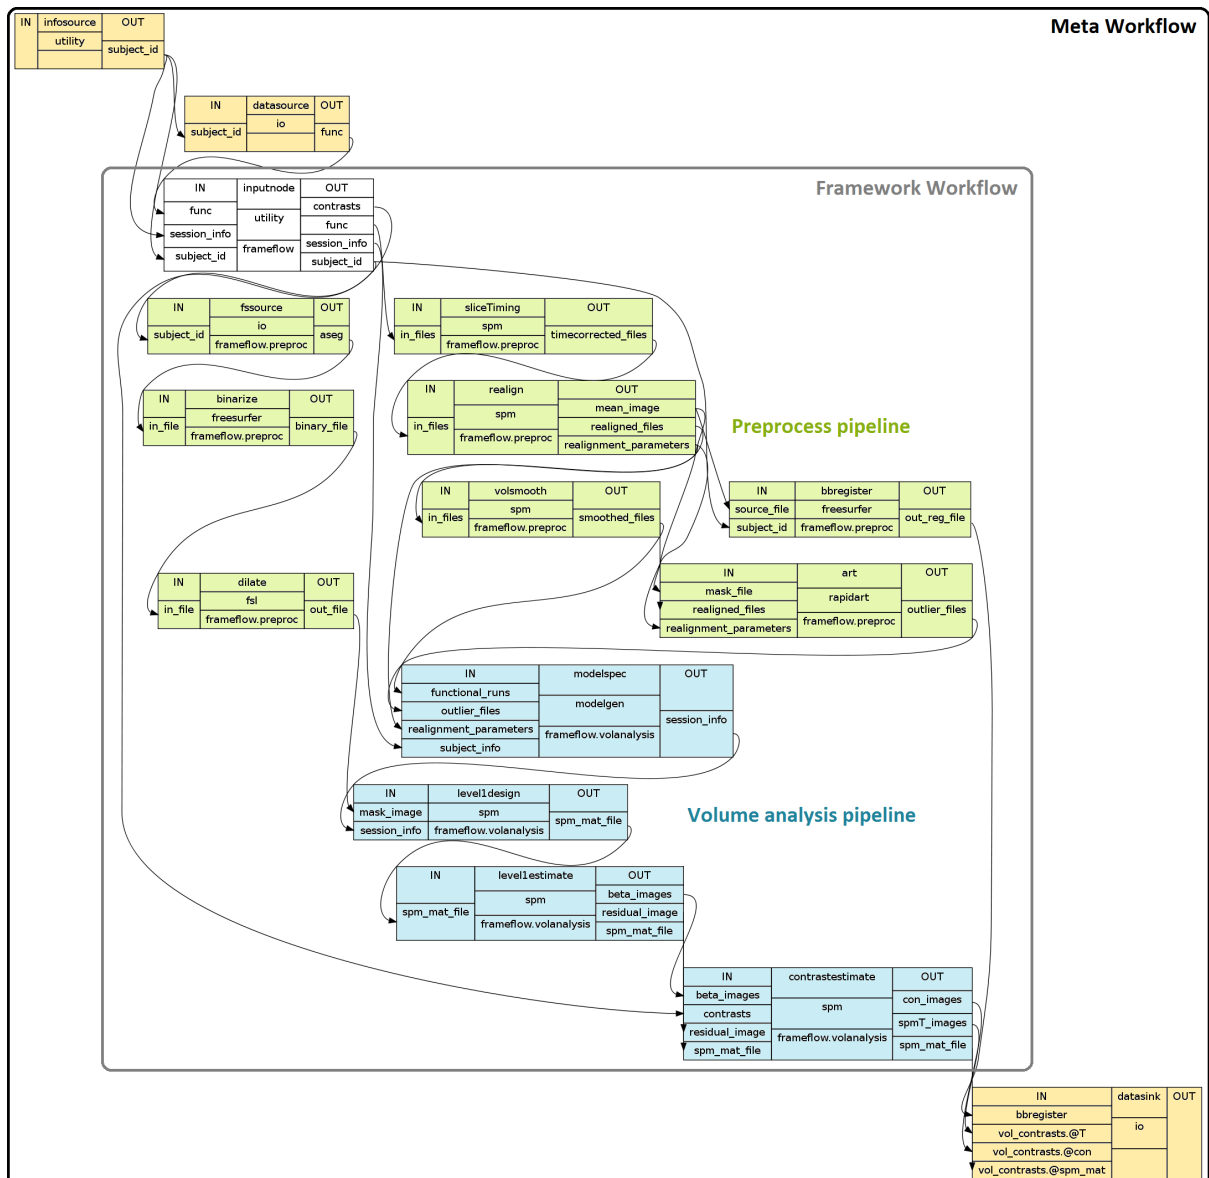 Meta Workflow
IN infosource OUT
utility
subject_id
IN datasource OUT
io
subject_id func
Framework Workflow
IN inputnode OUT
contrasts
func utility func
session_info session_info
subject_id frameflow subject_id
IN fssource OUT
io
subject_id aseg
frameflow.preproc
IN sliceTiming OUT
spm
in_files timecorrected_files
frameflow.preproc
IN binarize OUT
freesurfer
in_file binary_file
frameflow.preproc
IN realign OUT
mean_image
in_files spm realigned_files
frameflow.preproc realignment_parameters
Preprocess pipeline
IN volsmooth OUT
spm
in_files smoothed_files
frameflow.preproc
IN bbregister OUT
source_file freesurfer out_reg_file
subject_id frameflow.preproc
IN dilate OUT
fsl
in_file out_file
frameflow.preproc
IN art OUT
mask_file
realigned_files rapidart outlier_files
realignment_parameters frameflow.preproc
IN modelspec OUT
functional_runs
outlier_files modelgen session_info
realignment_parameters frameflow.volanalysis
subject_info
IN level1design OUT
mask_image spm spm_mat_file
session_info frameflow.volanalysis
Volume analysis pipeline
IN level1estimate OUT
beta_images
spm_mat_file spm residual_image
frameflow.volanalysis spm_mat_file
IN contrastestimate OUT
beta_images con_images
contrasts spm spmT_images
residual_image frameflow.volanalysis spm_mat_file
spm_mat_file
IN datasink OUT
bbregister
vol_contrasts.@T io
vol_contrasts.@con
vol_contrasts.@spm_mat